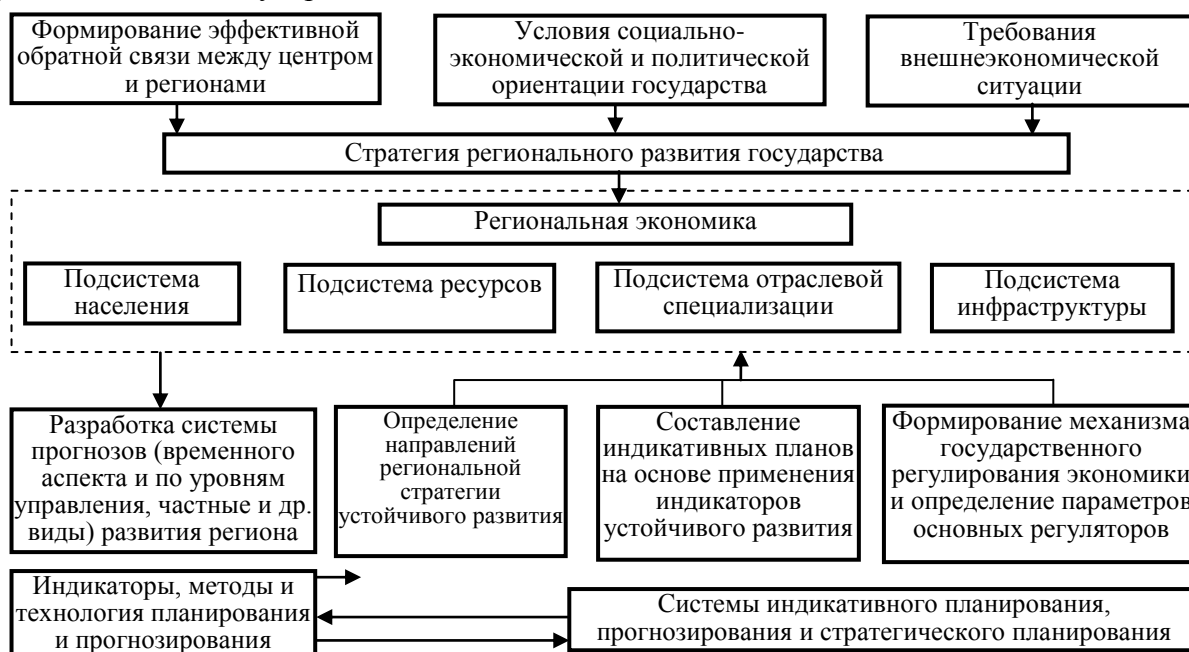 Формирование эффективной
обратной связи между центром
и регионами
Условия социально-
экономической и политической
ориентации государства
Требования
внешнеэкономической
ситуации
Стратегия регионального развития государства
Региональная экономика
Подсистема
населения
Подсистема ресурсов
Подсистема отраслевой
специализации
Подсистема
инфраструктуры
Разработка системы
прогнозов (временного
аспекта и по уровням
управления, частные и др.
виды) развития региона
Определение
направлений
региональной
стратегии
устойчивого развития
Составление
индикативных планов
на основе применения
индикаторов
устойчивого развития
Формирование механизма
государственного
регулирования экономики
и определение параметров
основных регуляторов
Индикаторы, методы и
технология планирования
и прогнозирования
Системы индикативного планирования,
прогнозирования и стратегического планирования